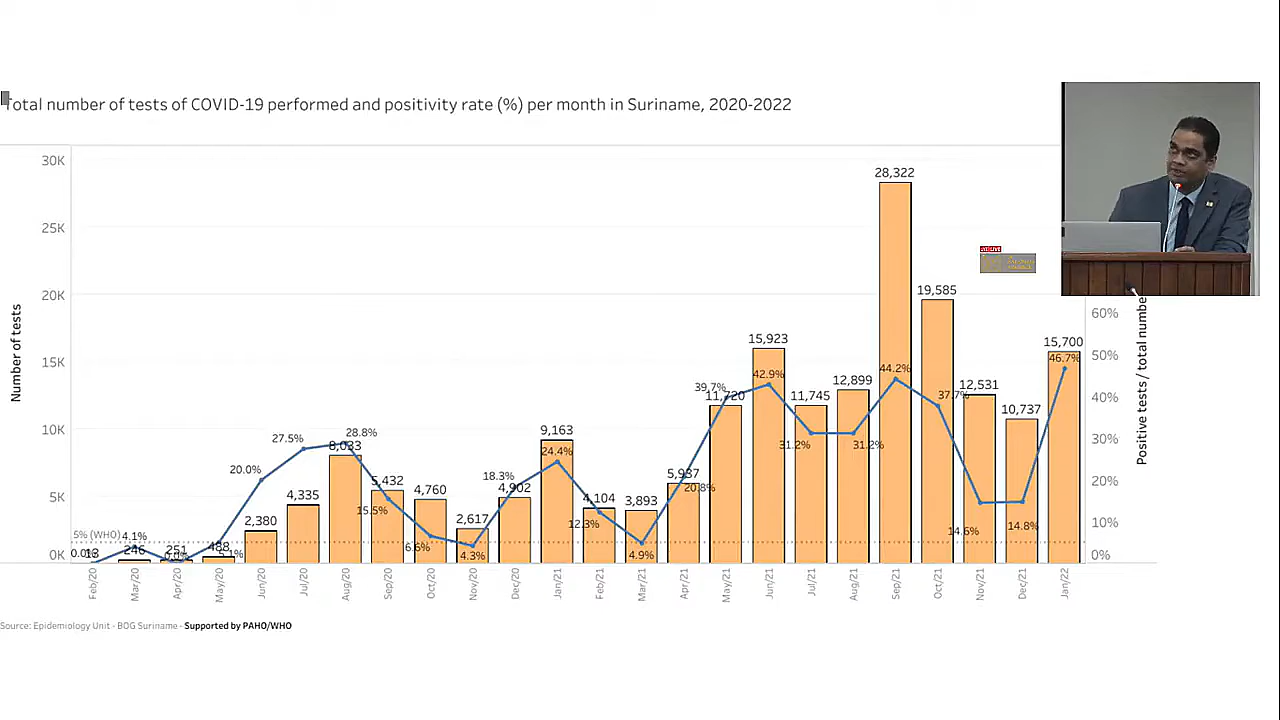 Total number of tests of COVID-19 performed and positivity rate (%) per month in Suriname, 2020-2022
30K
25K
20K
15K
10K
5K
0K
Number of tests
5% (WHO)
13
246
251
488
2,380
4,335
8,033
5,432
4,760
2,617
4,902
9,163
4,104
3,893
5,937
11,720
15,923
11,745
12,899
28,322
19,585
12,531
10,737
15,700
0.0%
4.1%
0.0%
20.0%
27.5%
28.8%
15.5%
6.6%
4.3%
18.3%
24.4%
12.3%
4.9%
20.8%
39.7%
42.9%
31.2%
31.2%
44.2%
37.7%
14.6%
14.8%
46.7%
60%
50%
40%
30%
20%
10%
0%
Positive tests / total numbe
Feb/20
Mar/20
Apr/20
May/20
Jun/20
Jul/20
Aug/20
Sep/20
Oct/20
Nov/20
Dec/20
Jan/21
Feb/21
Mar/21
Apr/21
May/21
Jun/21
Jul/21
Aug/21
Sep/21
Oct/21
Nov/21
Dec/21
Jan/22
Source: Epidemiology Unit - BOG Suriname - Supported by PAHO/WHO